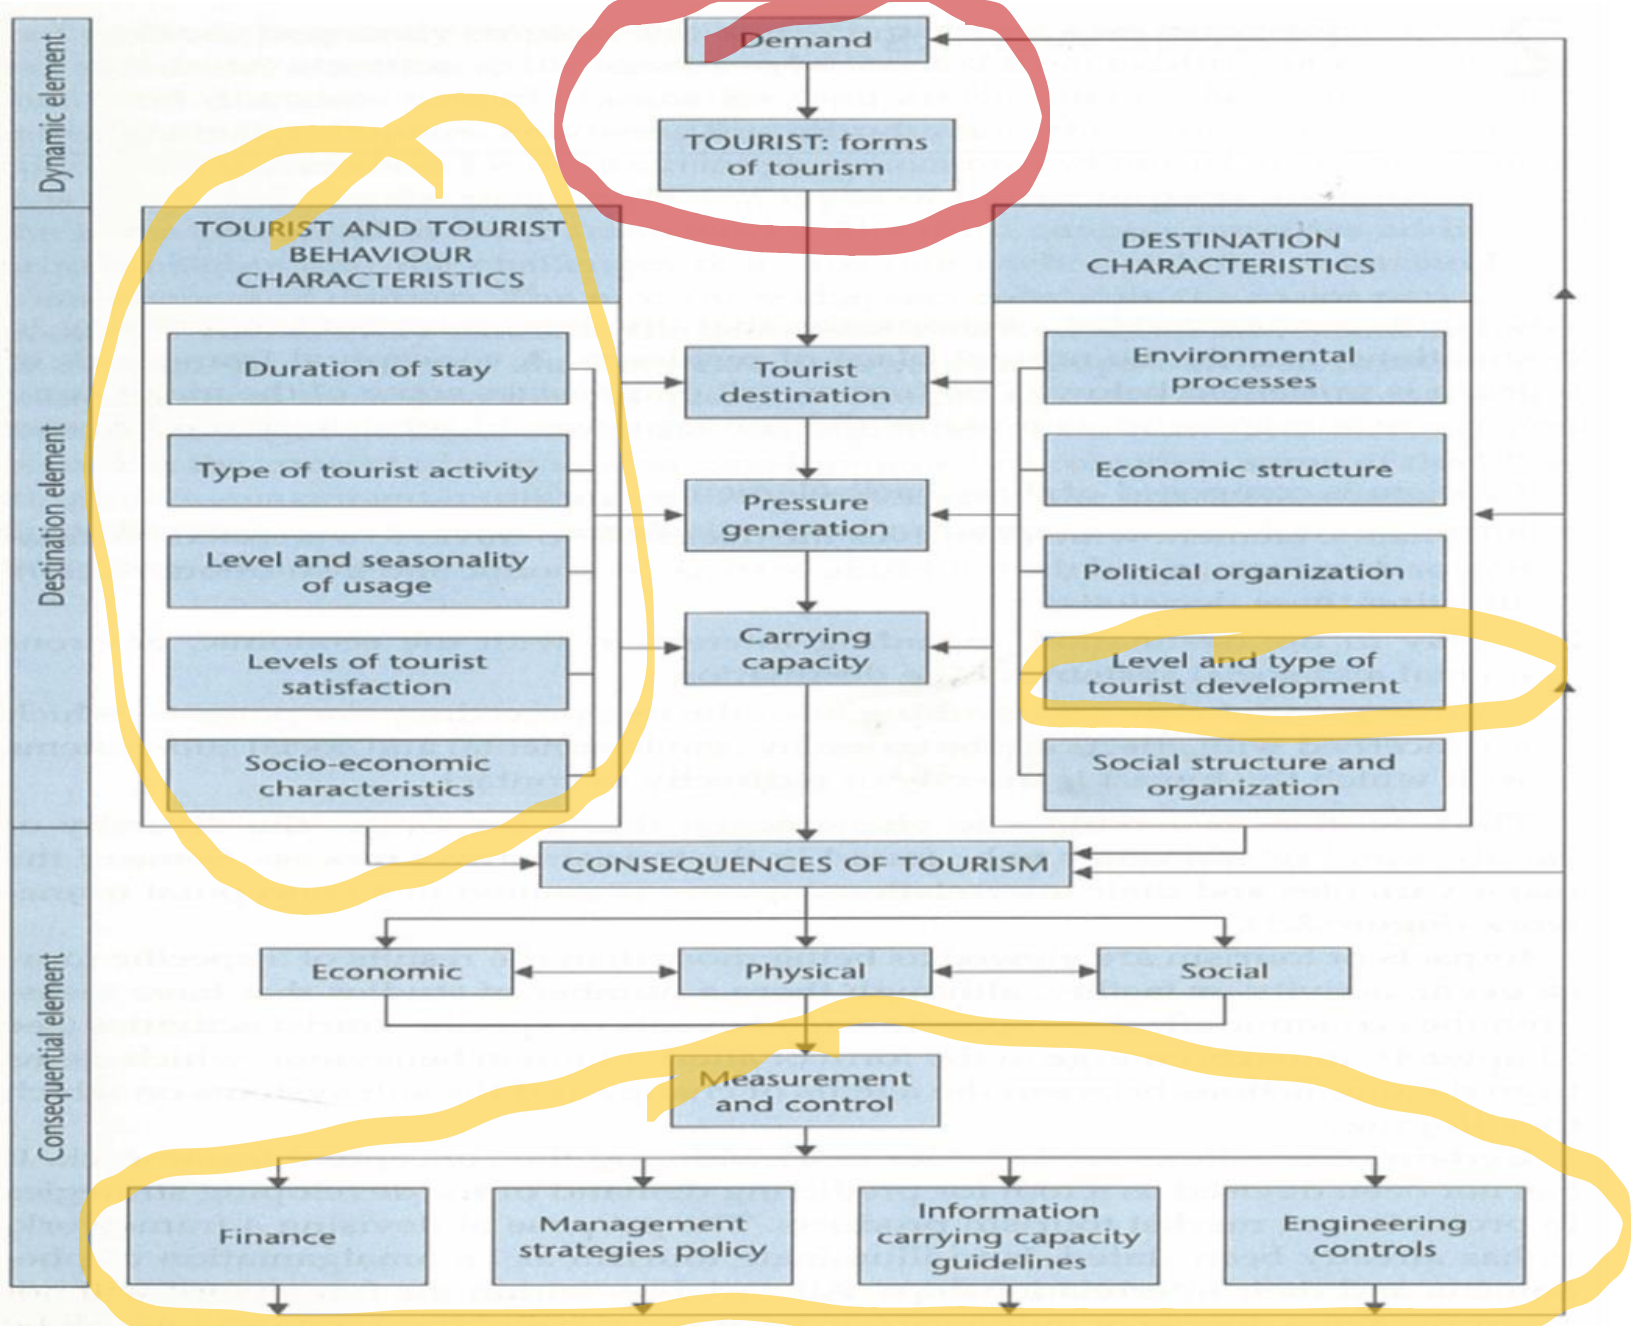 Dynamic element
Destination element
Consequential element
Demand
TOURIST: forms
of tourism
TOURIST AND TOURIST
BEHAVIOUR
CHARACTERISTICS
Duration of stay
Type of tourist activity
Level and seasonality
of usage
Levels of tourist
satisfaction
Socio-economic
characteristics
Tourist
destination
Pressure
generation
Carrying
capacity
DESTINATION
CHARACTERISTICS
Environmental
processes
Economic structure
Political organization
Level and type of
tourist development
Social structure and
organization
CONSEQUENCES OF TOURISM
Economic
Physical
Social
Measurement
and control
Finance
Management
strategies policy
Information
carrying capacity
guidelines
Engineering
controls